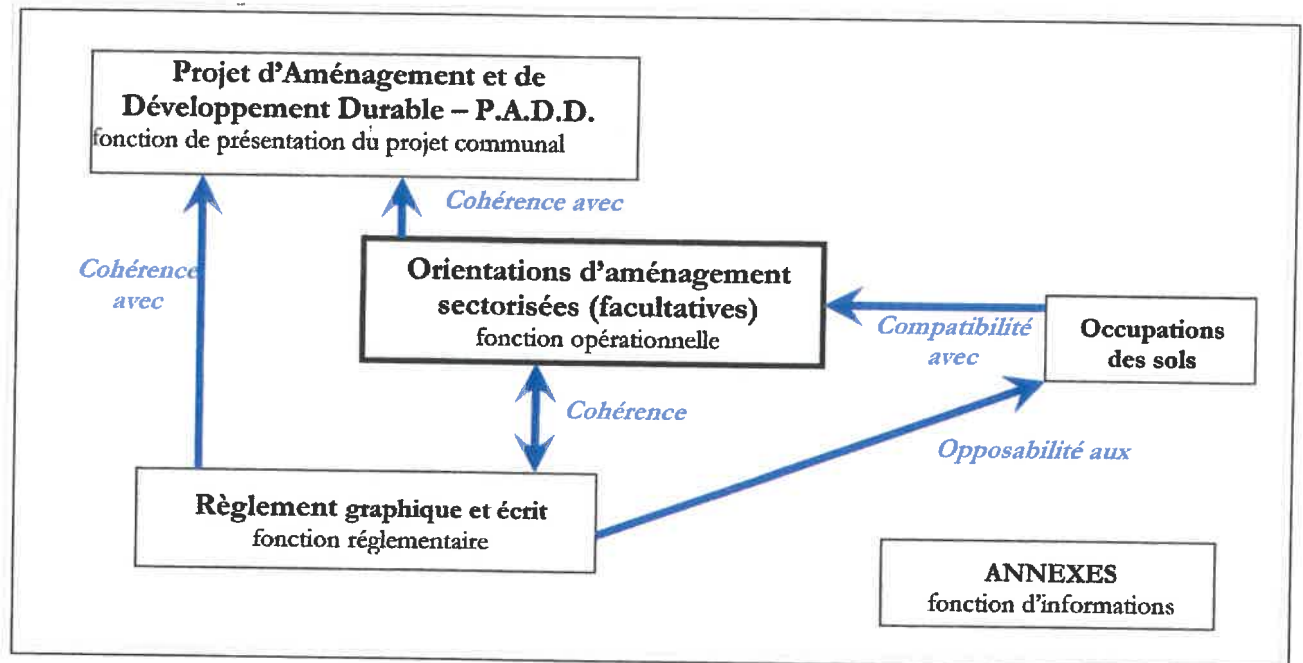 Projet d'Aménagement et de
Développement Durable – P.A.D.D.
fonction de présentation du projet communal
Cohérence avec
Cohérence
avec
Orientations d'aménagement
sectorisées (facultatives)
fonction opérationnelle
Compatibilité
avec
Occupations
des sols
Cohérence
Opposabilité aux
Règlement graphique et écrit
fonction réglementaire
ANNEXES
fonction d'informations